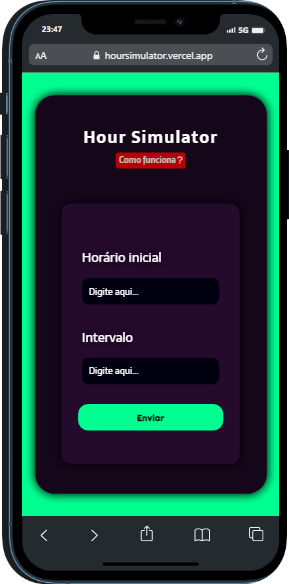 23:47
5G
AA
hoursimulator.vercel.app
Hour Simulator
Como funciona ?
Horário inicial
Digite aqui...
Intervalo
Digite aqui...
Enviar